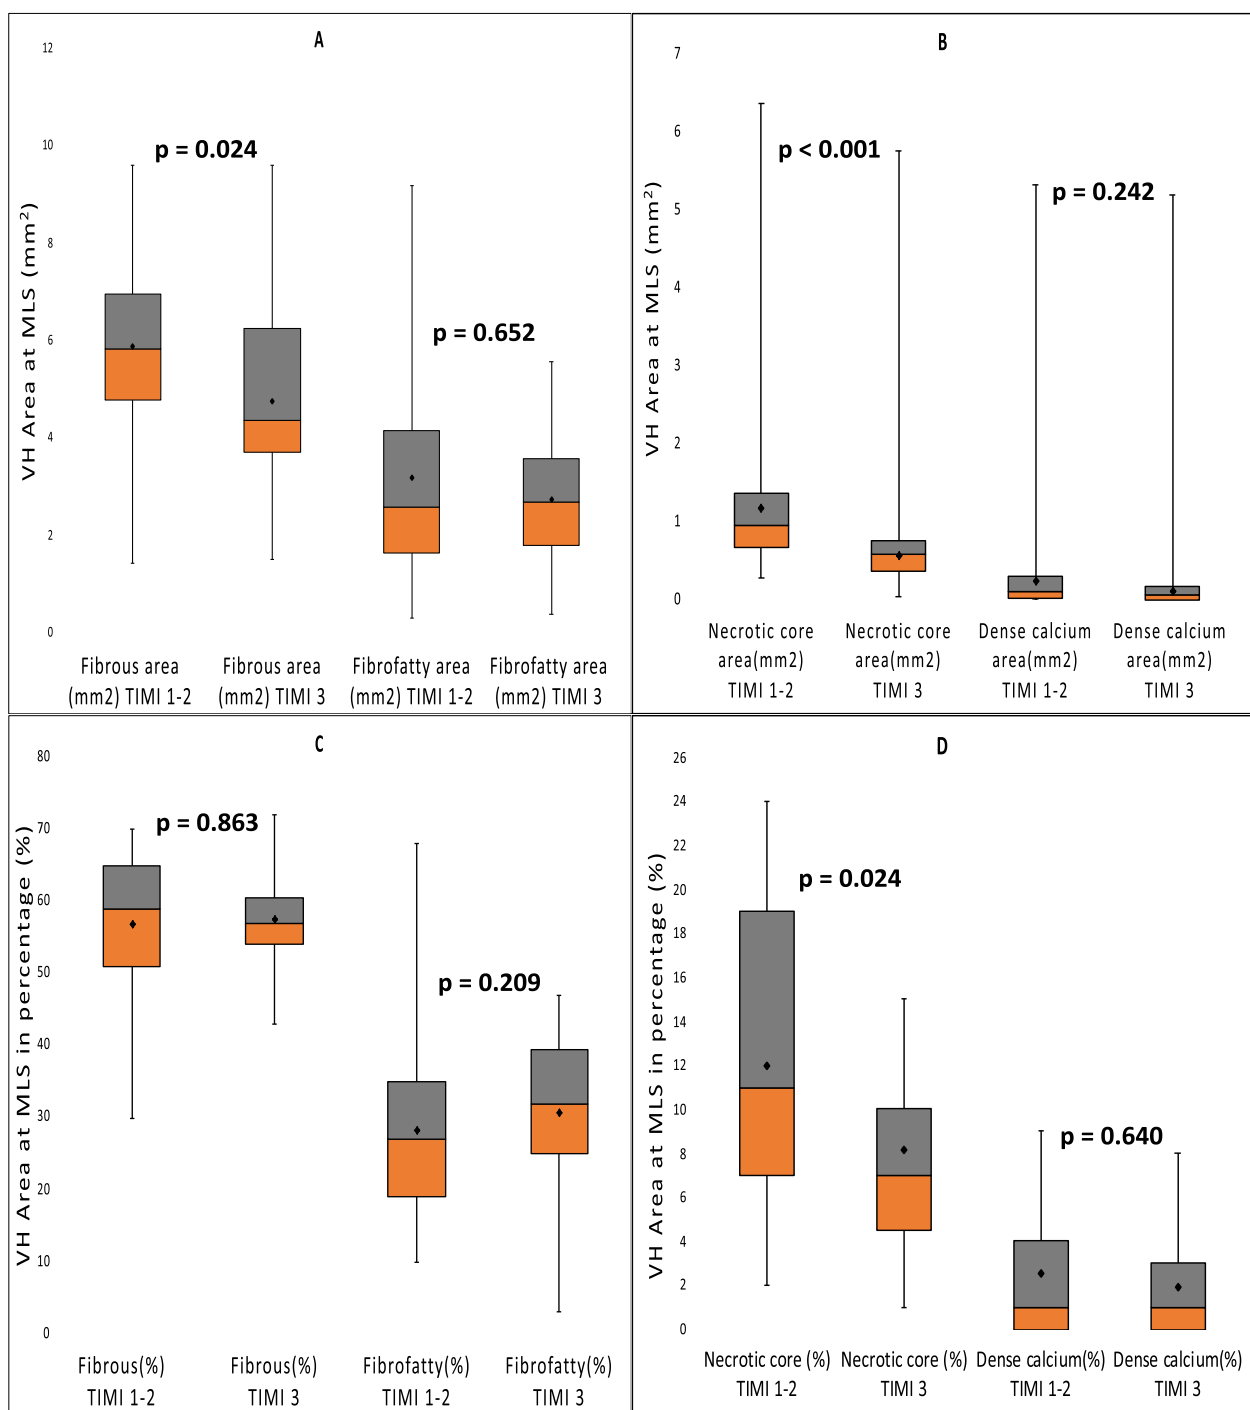 A
VH Area at MLS (mm²)
12
10
8
6
4
2
0
p = 0.024
p = 0.652
Fibrous area
(mm2) TIMI 1-2
Fibrous area
(mm2) TIMI 3
Fibrofatty area
(mm2) TIMI 1-2
Fibrofatty area
(mm2) TIMI 3
B
VH Area at MLS (mm²)
7
6
5
4
3
2
1
0
p < 0.001
p = 0.242
Necrotic core
area(mm2)
TIMI 1-2
Necrotic core
area(mm2)
TIMI 3
Dense calcium
area(mm2)
TIMI 1-2
Dense calcium
area(mm2)
TIMI 3
C
VH Area at MLS in percentage (%)
80
70
60
50
40
30
20
10
0
p = 0.863
p = 0.209
Fibrous(%)
TIMI 1-2
Fibrous(%)
TIMI 3
Fibrofatty(%)
TIMI 1-2
Fibrofatty(%)
TIMI 3
D
VH Area at MLS in percentage (%)
26
24
22
20
18
16
14
12
10
8
6
4
2
0
p = 0.024
p = 0.640
Necrotic core (%)
TIMI 1-2
Necrotic core (%)
TIMI 3
Dense calcium(%)
TIMI 1-2
Dense calcium(%)
TIMI 3